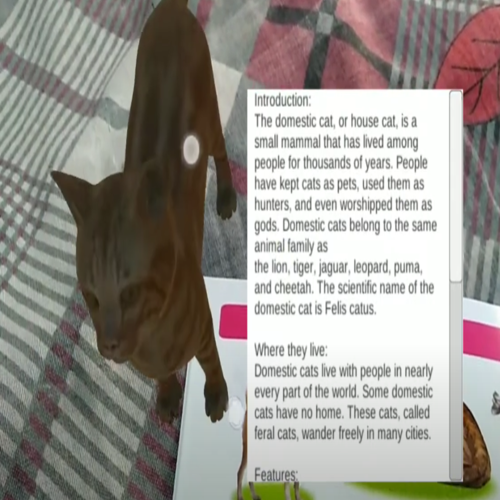 Introduction:
The domestic cat, or house cat, is a
small mammal that has lived among
people for thousands of years. People
have kept cats as pets, used them as
hunters, and even worshipped them as
gods. Domestic cats belong to the same
animal family as
the lion, tiger, jaguar, leopard, puma,
and cheetah. The scientific name of the
domestic cat is Felis catus.
Where they live:
Domestic cats live with people in nearly
every part of the world. Some domestic
cats have no home. These cats, called
feral cats, wander freely in many cities.
Features: